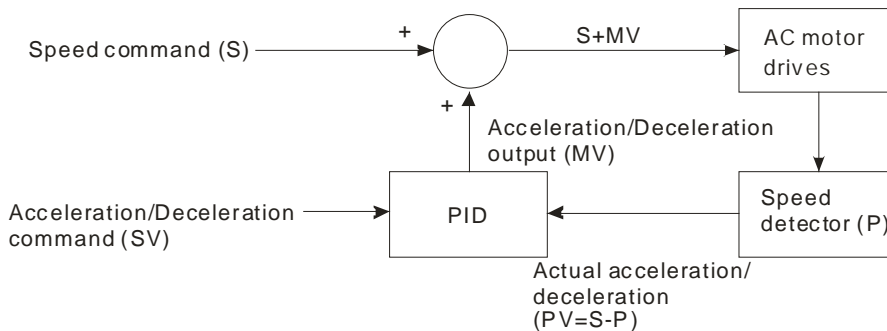 Speed command (S)
+
S+MV
AC motor
drives
+
Acceleration/Deceleration
output (MV)
Acceleration/Deceleration
command (SV)
PID
Speed
detector (P)
Actual acceleration/
deceleration
(PV=S-P)